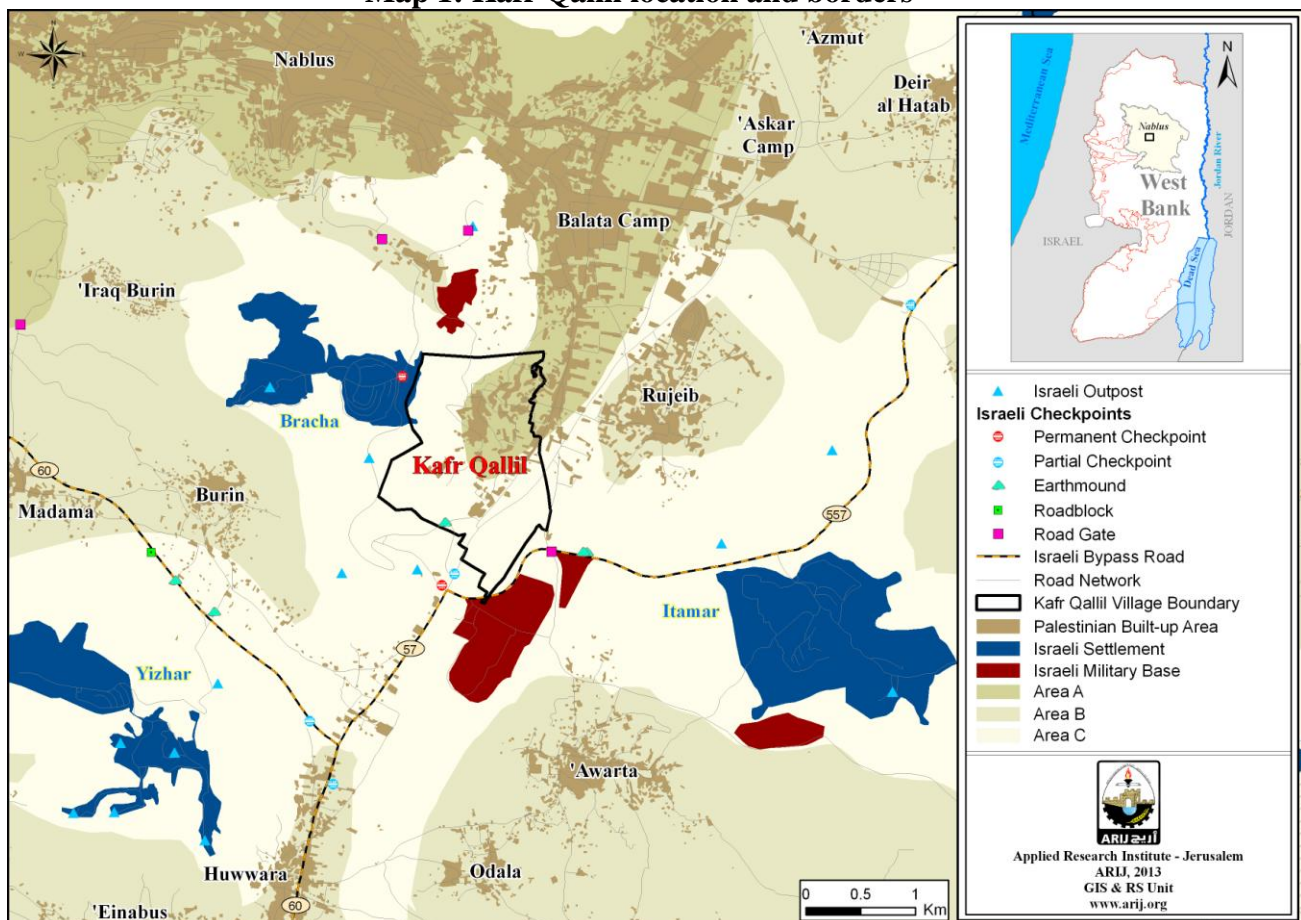 Map 1: Kafr Qallil location and borders
N
W
E
S
Nablus
'Azmut
Deir
al Hatab
'Askar
Camp
Balata Camp
'Iraq Burin
Rujeib
Bracha
Kafr Qallil
60
Madama
Burin
557
Itamar
57
Yizhar
'Awarta
Huwwara
Odala
60
'Einabus
0 0.5 1
Km
N
Mediterranean Sea
Nablus
West
Bank
Jordan River
JORDAN
ISRAEL
Dead Sea
Israeli Outpost
Israeli Checkpoints
Permanent Checkpoint
Partial Checkpoint
Earthmound
Roadblock
Road Gate
Israeli Bypass Road
Road Network
Kafr Qallil Village Boundary
Palestinian Built-up Area
Israeli Settlement
Israeli Military Base
Area A
Area B
Area C
ARIJ أريج
Applied Research Institute - Jerusalem
ARIJ, 2013
GIS & RS Unit
www.arij.org